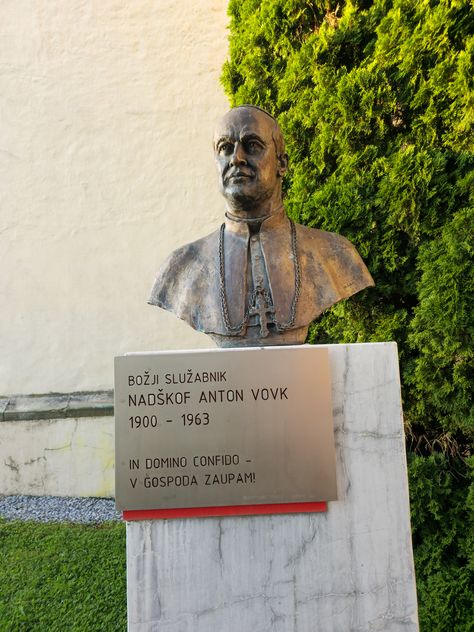 BOŽJI SLUŽABNIK
NADŠKOF ANTON VOVK
1900 - 1963
IN DOMINO CONFIDO -
V GOSPODA ZAUPAM!